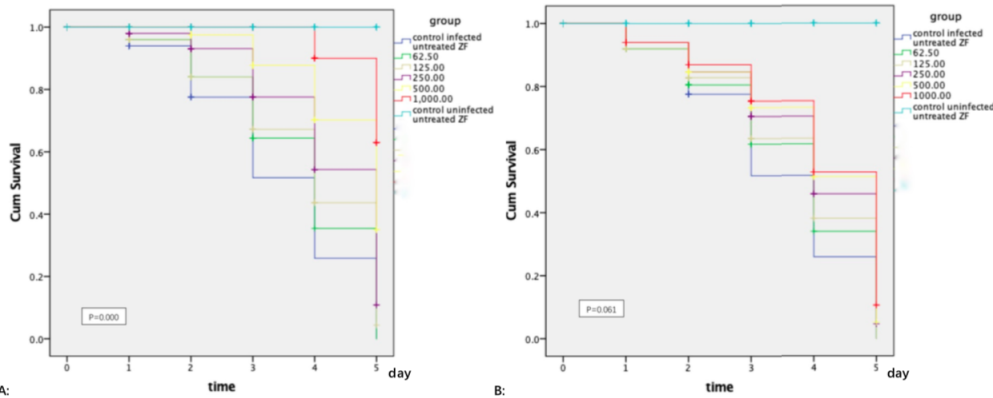 group
control infected
untreated ZF
62.50
125.00
250.00
500.00
1,000.00
control uninfected
untreated ZF
1.0
0.8
0.6
0.4
0.2
0.0
Cum Survival
P=0.000
0 1 2 3 4 5 day
time
A:
group
control infected
untreated ZF
62.50
125.00
250.00
500.00
1000.00
control uninfected
untreated ZF
1.0
0.8
0.6
0.4
0.2
0.0
Cum Survival
P=0.061
0 1 2 3 4 5 day
time
B: